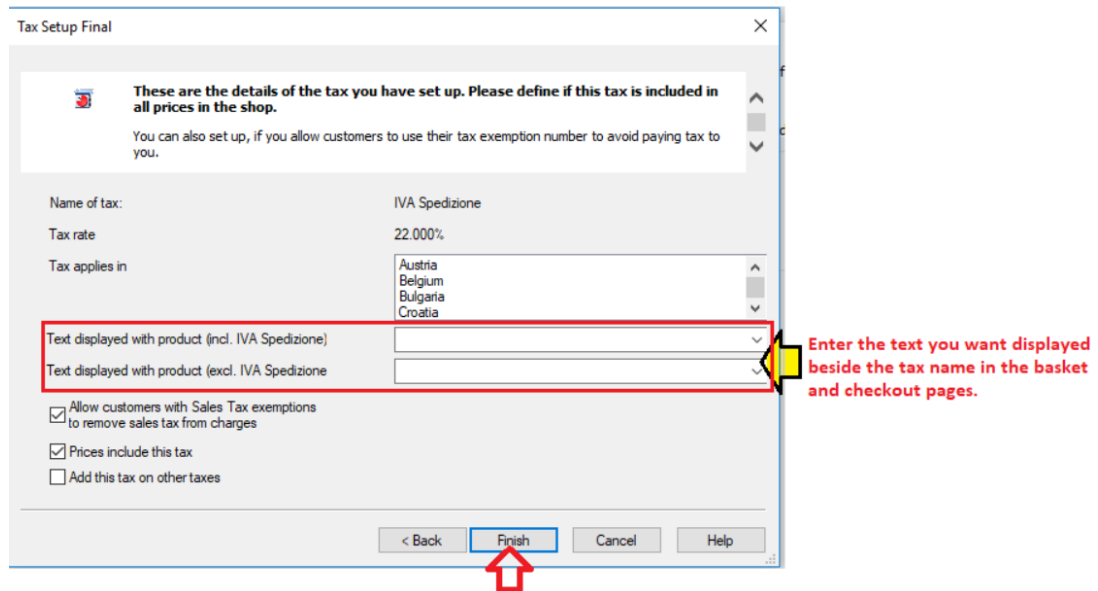 Tax Setup Final
These are the details of the tax you have set up. Please define if this tax is included in
all prices in the shop.
You can also set up, if you allow customers to use their tax exemption number to avoid paying tax to
you.
Name of tax:
IVA Spedizione
Tax rate
22.000%
Tax applies in
Austria
Belgium
Bulgaria
Croatia
Text displayed with product (incl. IVA Spedizione)
Text displayed with product (excl. IVA Spedizione
Enter the text you want displayed
beside the tax name in the basket
and checkout pages.
Allow customers with Sales Tax exemptions
to remove sales tax from charges
Prices include this tax
Add this tax on other taxes
< Back
Finish
Cancel
Help